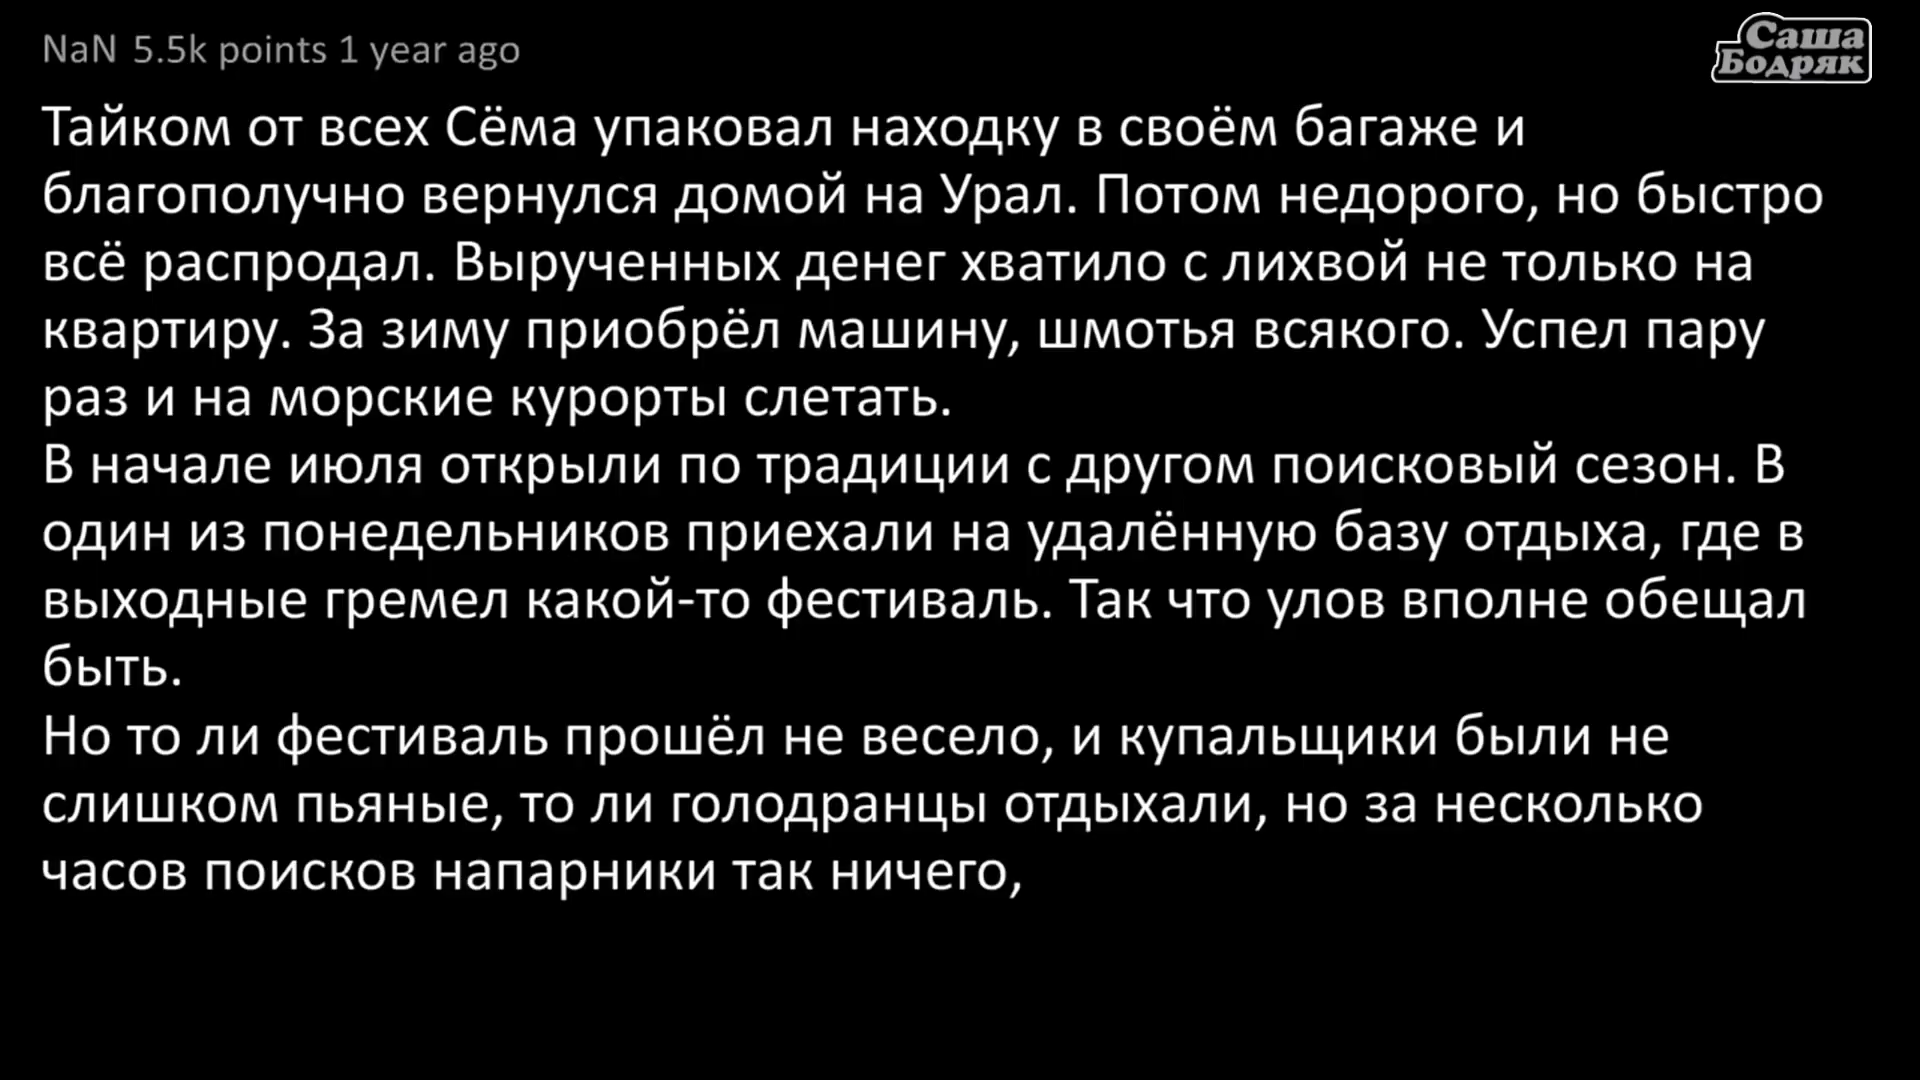 NaN 5.5k points 1 year ago
Саша
Бодряк
Тайком от всех Сёма упаковал находку в своём багаже и
благополучно вернулся домой на Урал. Потом недорого, но быстро
всё распродал. Вырученных денег хватило с лихвой не только на
квартиру. За зиму приобрёл машину, шмотья всякого. Успел пару
раз и на морские курорты слетать.
В начале июля открыли по традиции с другом поисковый сезон. В
один из понедельников приехали на удалённую базу отдыха, где в
выходные гремел какой-то фестиваль. Так что улов вполне обещал
быть.
Но то ли фестиваль прошёл не весело, и купальщики были не
слишком пьяные, то ли голодранцы отдыхали, но за несколько
часов поисков напарники так ничего,